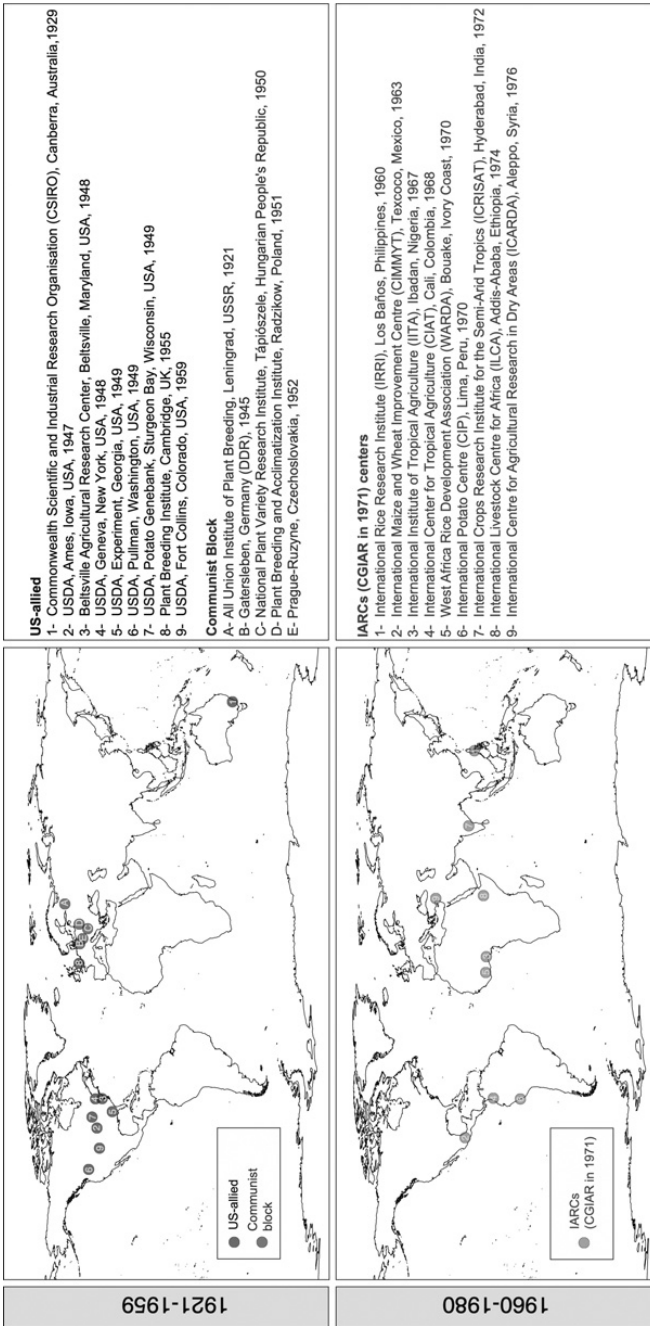 1921-1959
US-allied
Communist
block
US-allied
1- Commonwealth Scientific and Industrial Research Organisation (CSIRO), Canberra, Australia,1929
2- USDA, Ames, Iowa, USA, 1947
3- Beltsville Agricultural Research Center, Beltsville, Maryland, USA, 1948
4- USDA, Geneva, New York, USA, 1948
5- USDA, Experiment, Georgia, USA, 1949
6- USDA, Pullman, Washington, USA, 1949
7- USDA, Potato Genebank, Sturgeon Bay, Wisconsin, USA, 1949
8- Plant Breeding Institute, Cambridge, UK, 1955
9- USDA, Fort Collins, Colorado, USA, 1959
Communist Block
A- All Union Institute of Plant Breeding, Leningrad, USSR, 1921
B- Gatersleben, Germany (DDR), 1945
C- National Plant Variety Research Institute, Tápiószele, Hungarian People's Republic, 1950
D- Plant Breeding and Acclimatization Institute, Radzikow, Poland, 1951
E- Prague-Ruzyne, Czechoslovakia, 1952
1960-1980
IARCs
(CGIAR in 1971)
IARCs (CGIAR in 1971) centers
1- International Rice Research Institute (IRRI), Los Baños, Philippines, 1960
2- International Maize and Wheat Improvement Centre (CIMMYT), Texcoco, Mexico, 1963
3- International Institute of Tropical Agriculture (IITA), Ibadan, Nigeria, 1967
4- International Center for Tropical Agriculture (CIAT), Cali, Colombia, 1968
5- West Africa Rice Development Association (WARDA), Bouake, Ivory Coast, 1970
6- International Potato Centre (CIP), Lima, Peru, 1970
7- International Crops Research Institute for the Semi-Arid Tropics (ICRISAT), Hyderabad, India, 1972
8- International Livestock Centre for Africa (ILCA), Addis-Ababa, Ethiopia, 1974
9- International Centre for Agricultural Research in Dry Areas (ICARDA), Aleppo, Syria, 1976